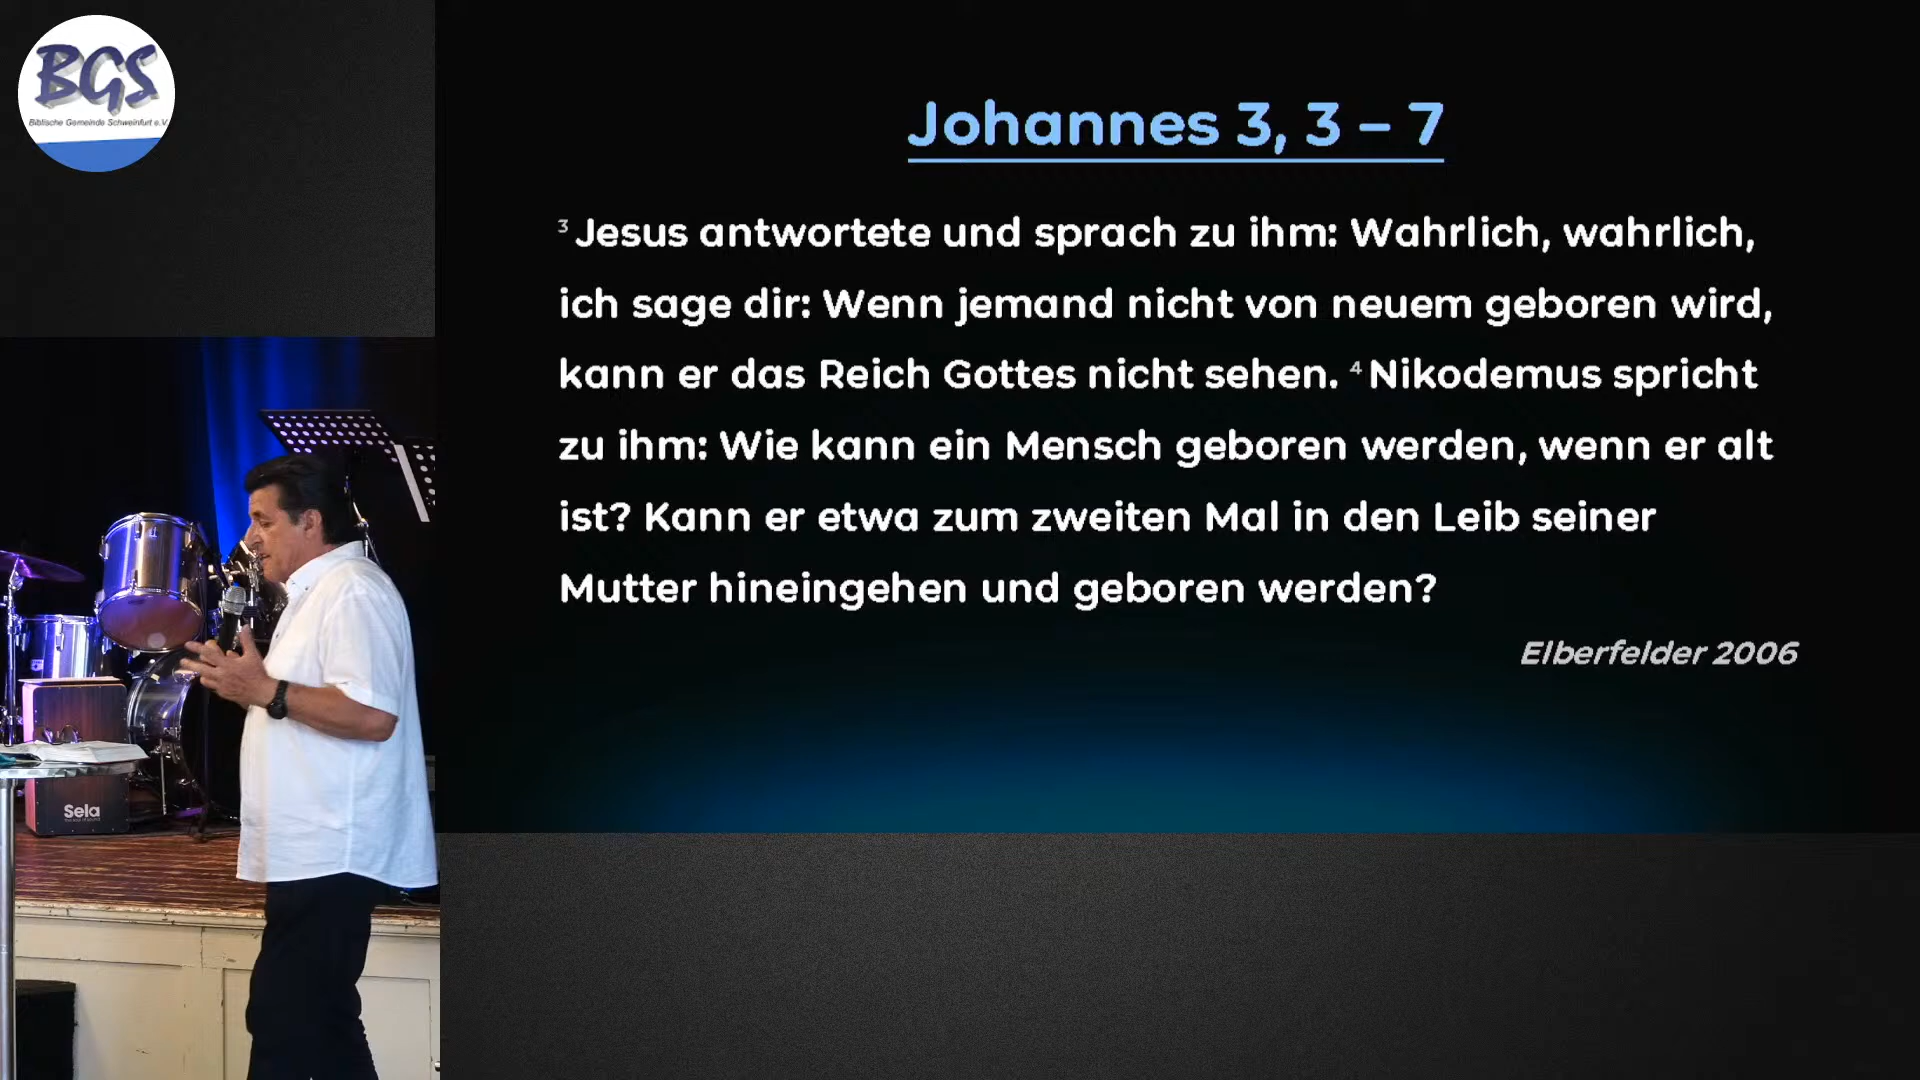 BGS
Biblische Gemeinde Schweinfurt e.V.
Johannes 3, 3 – 7
³ Jesus antwortete und sprach zu ihm: Wahrlich, wahrlich,
ich sage dir: Wenn jemand nicht von neuem geboren wird,
kann er das Reich Gottes nicht sehen. ⁴ Nikodemus spricht
zu ihm: Wie kann ein Mensch geboren werden, wenn er alt
ist? Kann er etwa zum zweiten Mal in den Leib seiner
Mutter hineingehen und geboren werden?
Elberfelder 2006
Sela